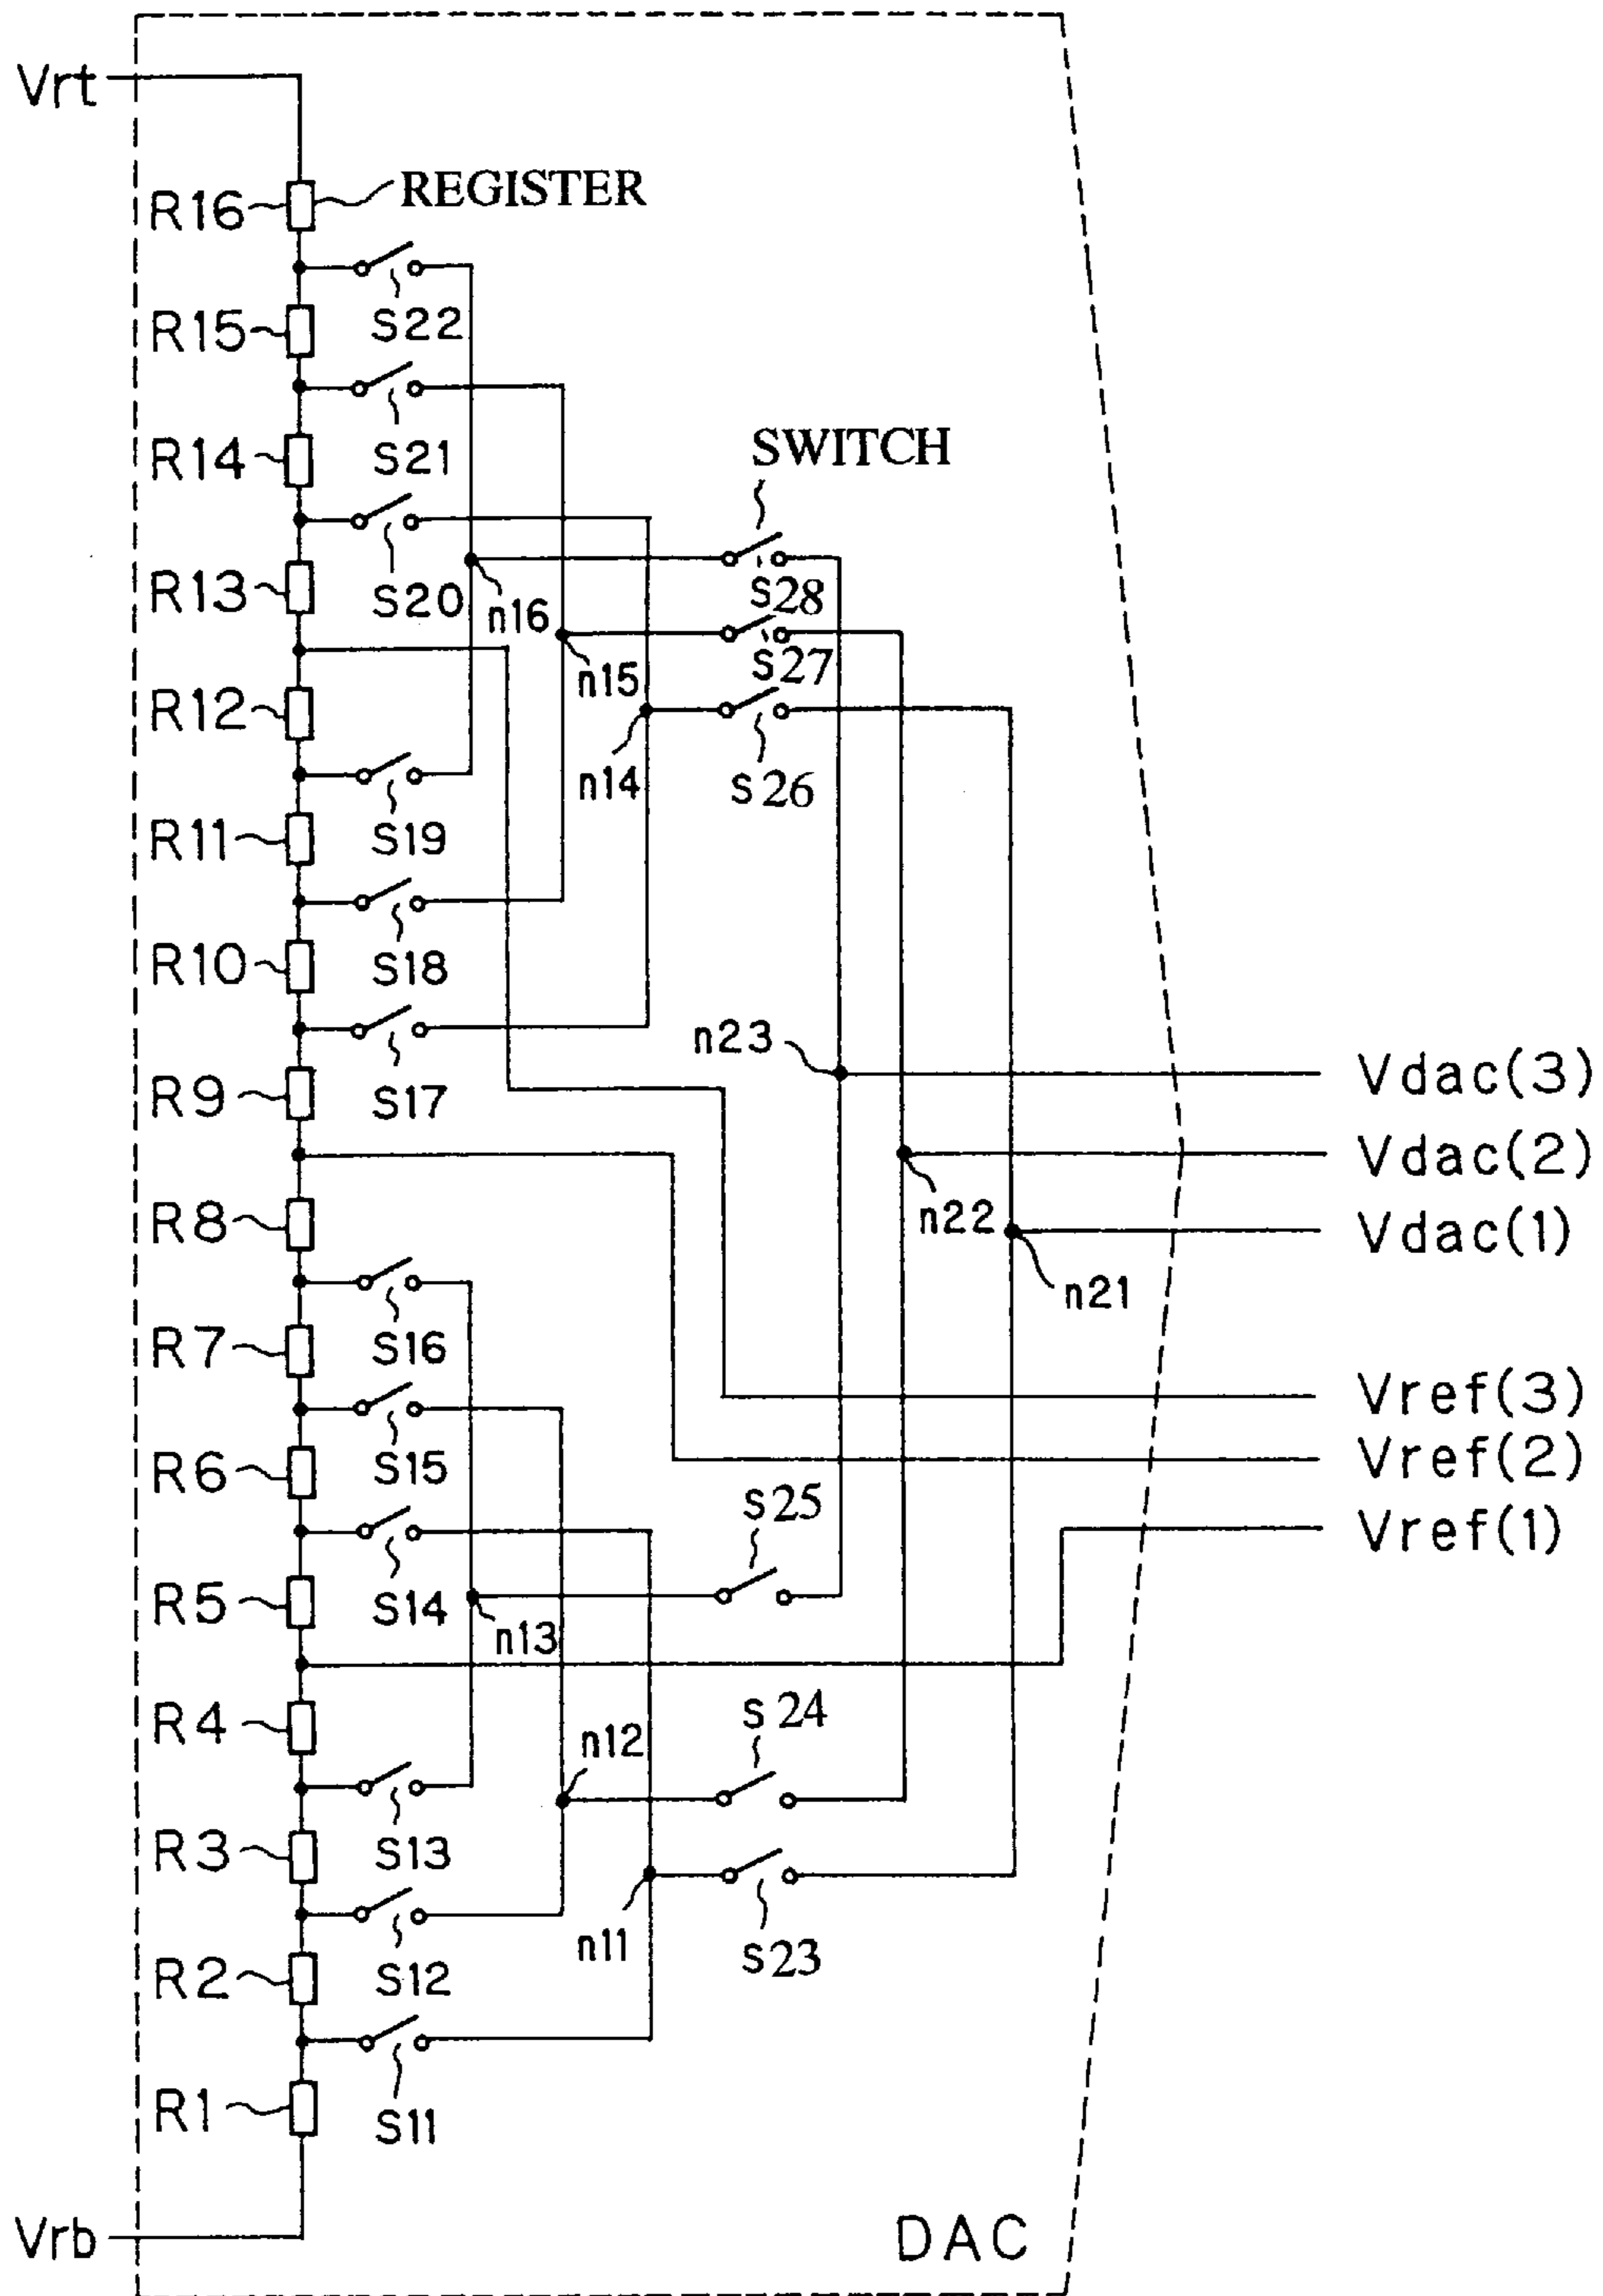 Vrt
R16
REGISTER
S22
R15
S21
R14
SWITCH
S20
R13
n16
S28
n15
S27
R12
n14
S26
R11
S19
R10
S18
n23
Vdac(3)
R9
S17
Vdac(2)
R8
n22
Vdac(1)
n21
R7
S16
Vref(3)
R6
S15
Vref(2)
S25
Vref(1)
R5
S14
n13
R4
S24
n12
R3
S13
n11
S23
R2
S12
R1
S11
Vrb
DAC